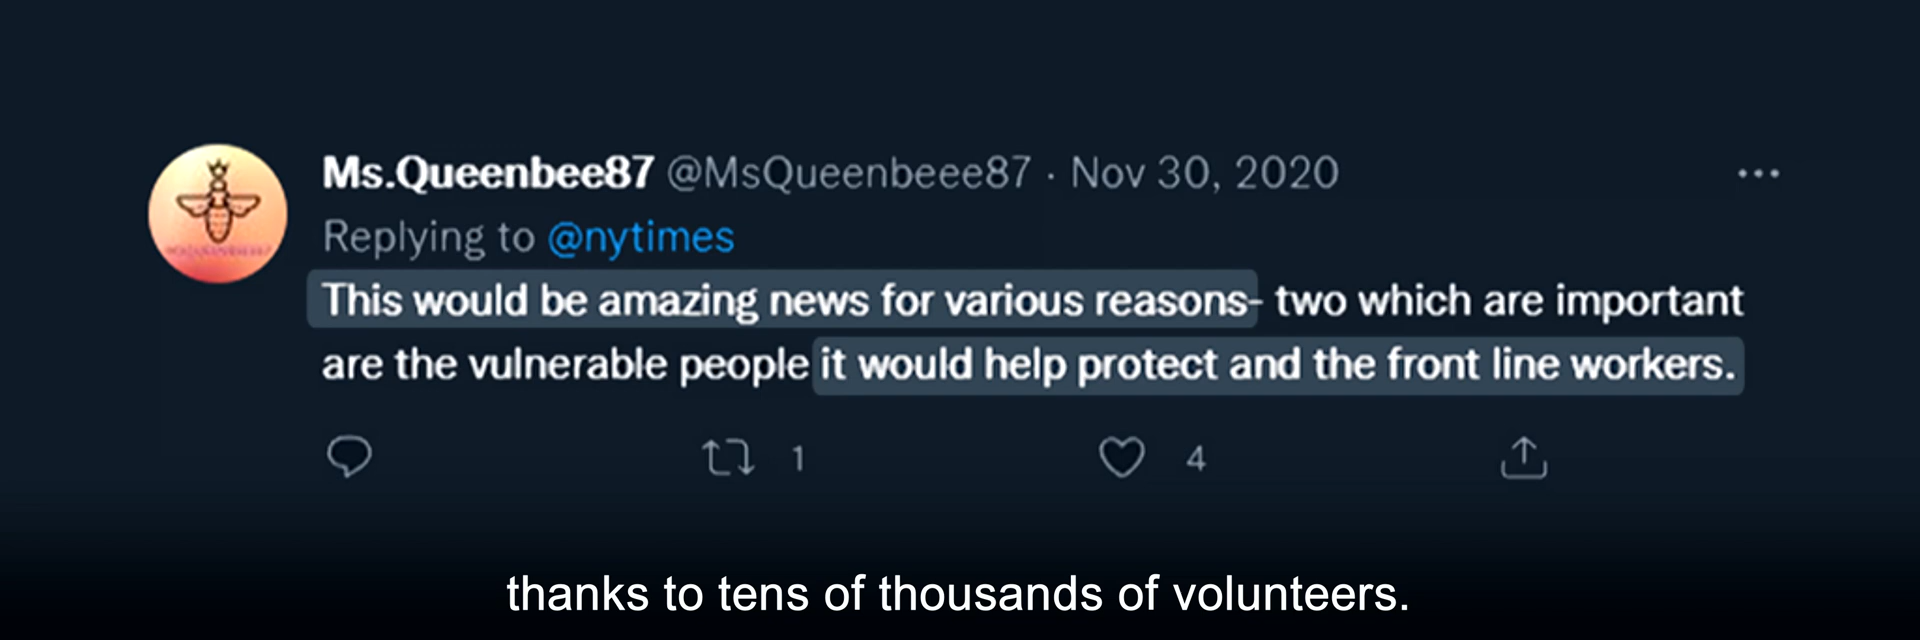 Ms.Queenbee87 @MsQueenbeee87 · Nov 30, 2020
Replying to @nytimes
This would be amazing news for various reasons- two which are important
are the vulnerable people it would help protect and the front line workers.
1 4
thanks to tens of thousands of volunteers.